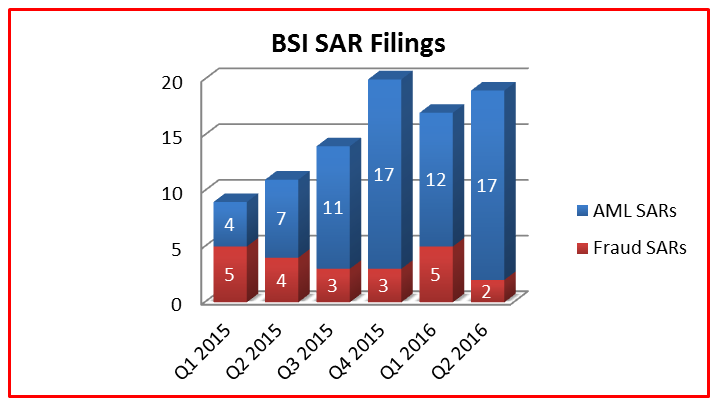 BSI SAR Filings
20
15
10
5
0
4
7
11
17
12
17
5
4
3
3
5
2
AML SARs
Fraud SARs
Q1 2015
Q2 2015
Q3 2015
Q4 2015
Q1 2016
Q2 2016